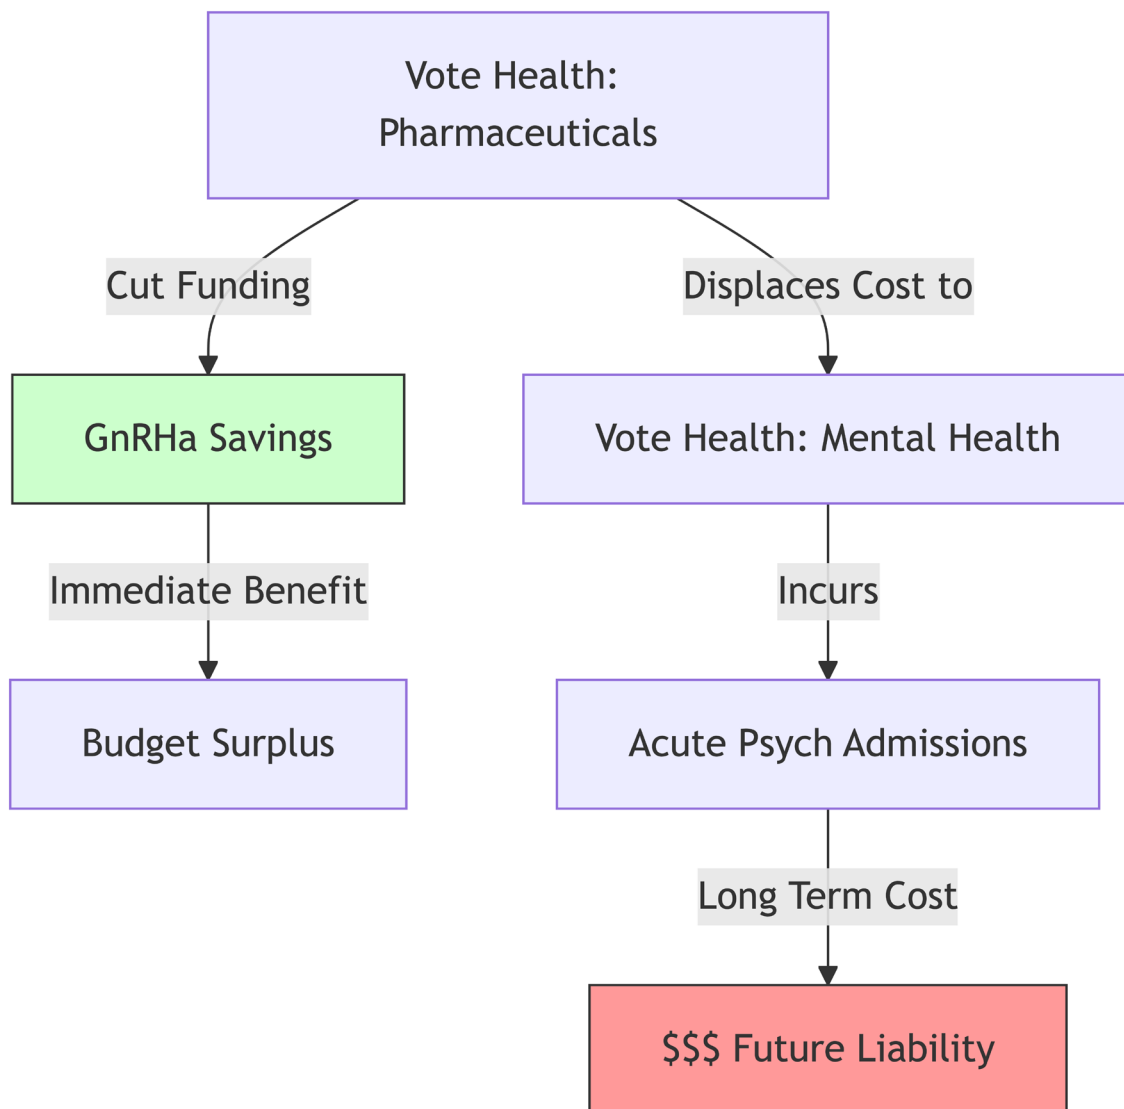 Vote Health:
Pharmaceuticals
Cut Funding
Displaces Cost to
GnRHa Savings
Vote Health: Mental Health
Immediate Benefit
Incurs
Budget Surplus
Acute Psych Admissions
Long Term Cost
$$$ Future Liability